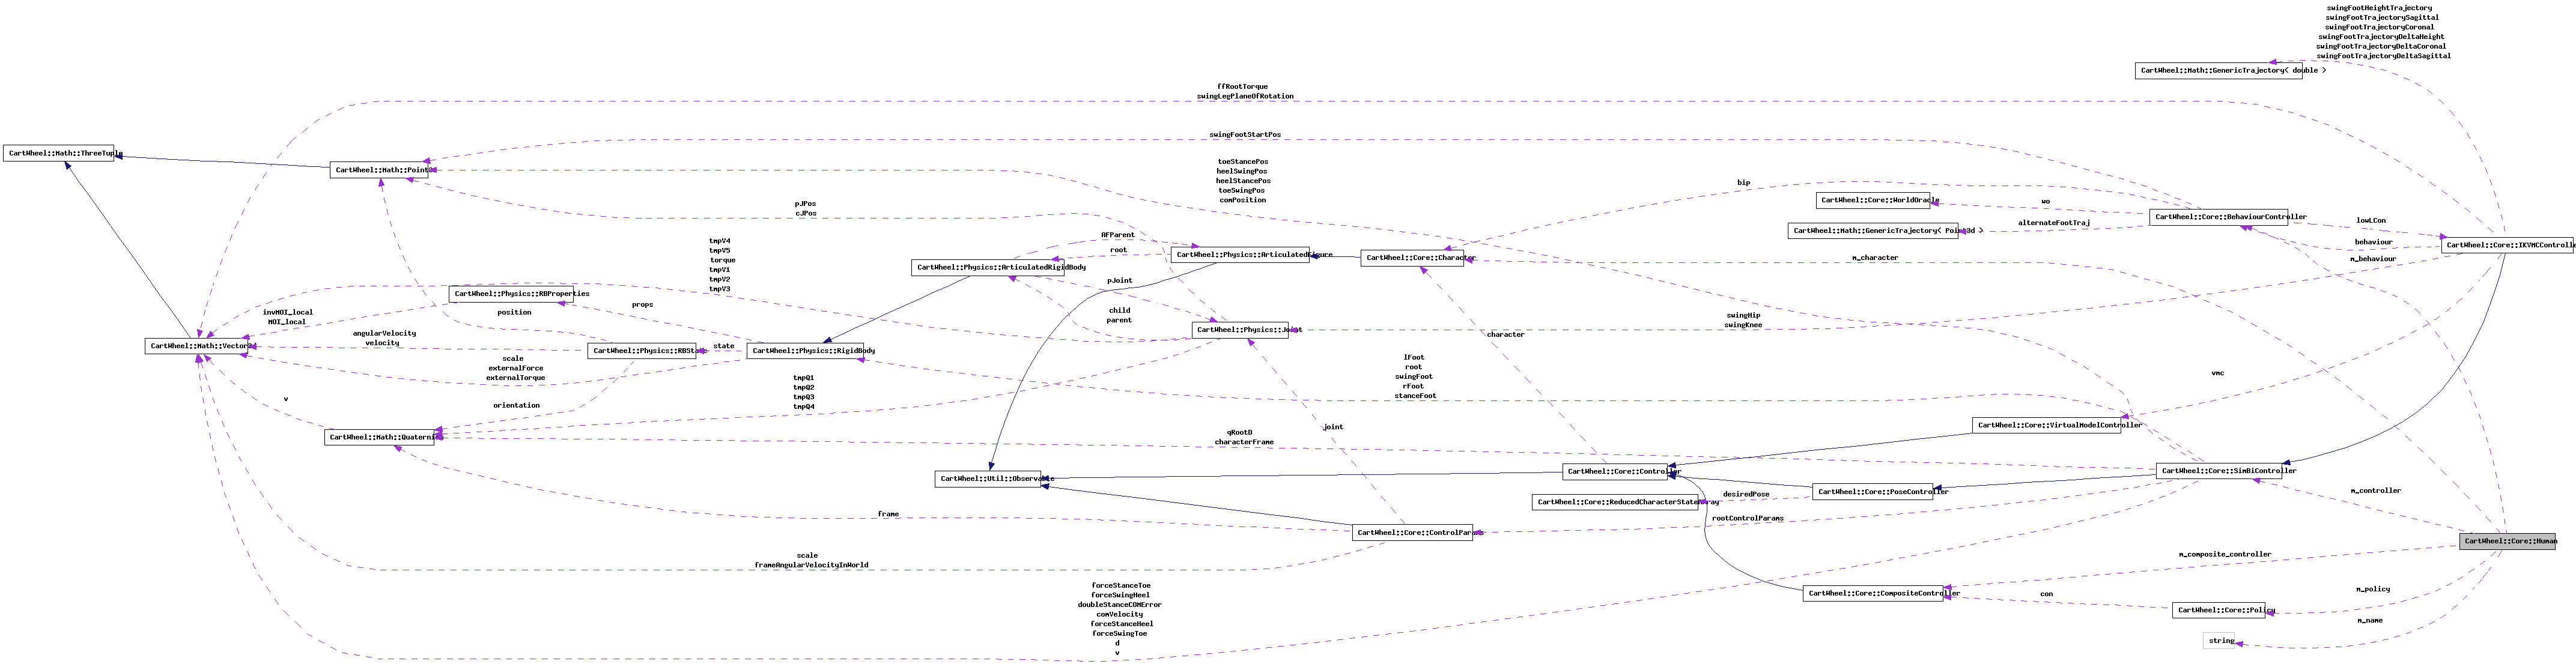 swingFootHeightTrajectory
swingFootTrajectorySagittal
swingFootTrajectoryCoronal
swingFootTrajectoryDeltaHeight
swingFootTrajectoryDeltaCoronal
swingFootTrajectoryDeltaSagittal
CartWheel::Math::GenericTrajectory< double >
ffRootTorque
swingLegPlaneOfRotation
swingFootStartPos
CartWheel::Math::ThreeTuple
CartWheel::Math::Point3d
toeStancePos
heelSwingPos
heelStancePos
toeSwingPos
comPosition
bip
CartWheel::Core::WorldOracle
wo
CartWheel::Core::BehaviourController
alternateFootTraj
CartWheel::Math::GenericTrajectory< Point3d >
lowLCon
pJPos
cJPos
AFParent
root
CartWheel::Physics::ArticulatedFigure
CartWheel::Core::Character
m_character
behaviour
m_behaviour
CartWheel::Core::IKVMCController
tmpV4
tmpV5
torque
tmpV1
tmpV2
tmpV3
CartWheel::Physics::ArticulatedRigidBody
pJoint
CartWheel::Physics::RBProperties
props
invMOI_local
MOI_local
position
child
parent
CartWheel::Physics::Joint
swingHip
swingKnee
character
angularVelocity
velocity
CartWheel::Math::Vector3d
CartWheel::Physics::RBState
state
CartWheel::Physics::RigidBody
scale
externalForce
externalTorque
lFoot
root
swingFoot
rFoot
stanceFoot
vmc
tmpQ1
tmpQ2
tmpQ3
tmpQ4
v
orientation
CartWheel::Math::Quaternion
joint
qRootD
characterFrame
CartWheel::Core::VirtualModelController
CartWheel::Util::Observable
CartWheel::Core::Controller
CartWheel::Core::SimBiController
desiredPose
CartWheel::Core::PoseController
m_controller
CartWheel::Core::ReducedCharacterStateArray
frame
rootControlParams
CartWheel::Core::ControlParams
CartWheel::Core::Human
scale
frameAngularVelocityInWorld
m_composite_controller
forceStanceToe
forceSwingHeel
doubleStanceCOMError
comVelocity
forceStanceHeel
forceSwingToe
d
v
CartWheel::Core::CompositeController
con
m_policy
CartWheel::Core::Policy
m_name
string